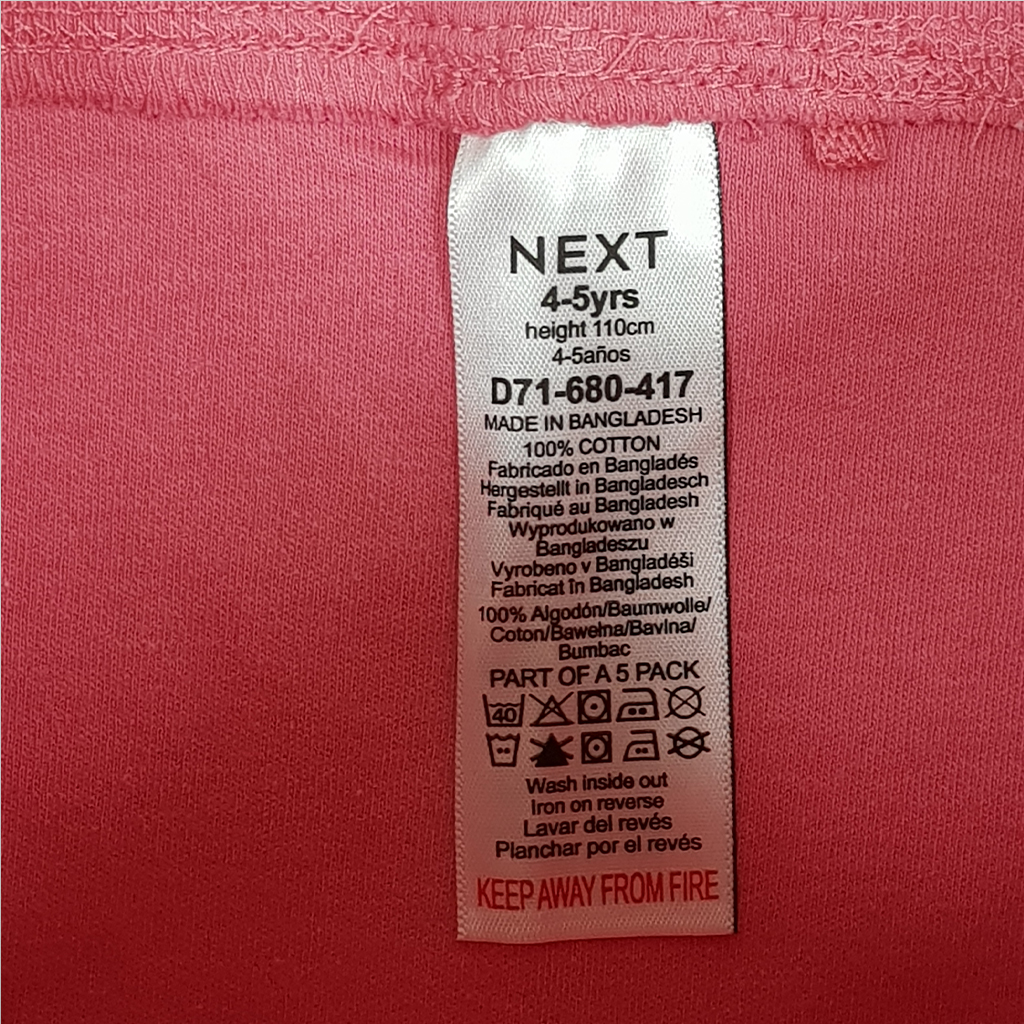 NEXT
4-5yrs
height 110cm
4-5años
D71-680-417
MADE IN BANGLADESH
100% COTTON
Fabricado en Bangladés
Hergestellt in Bangladesch
Fabriqué au Bangladesh
Wyprodukowano w
Bangladeszu
Vyrobeno v Bangladéši
Fabricat în Bangladesh
100% Algodón/Baumwolle/
Coton/Bawełna/Bavlna/
Bumbac
PART OF A 5 PACK
40
Wash inside out
Iron on reverse
Lavar del revés
Planchar por el revés
KEEP AWAY FROM FIRE